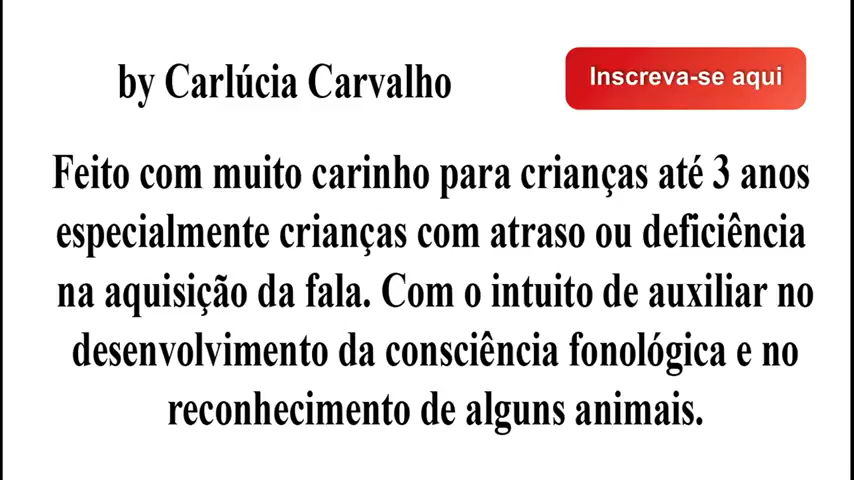 by Carlúcia Carvalho
Inscreva-se aqui
Feito com muito carinho para crianças até 3 anos
especialmente crianças com atraso ou deficiência
na aquisição da fala. Com o intuito de auxiliar no
desenvolvimento da consciência fonológica e no
reconhecimento de alguns animais.